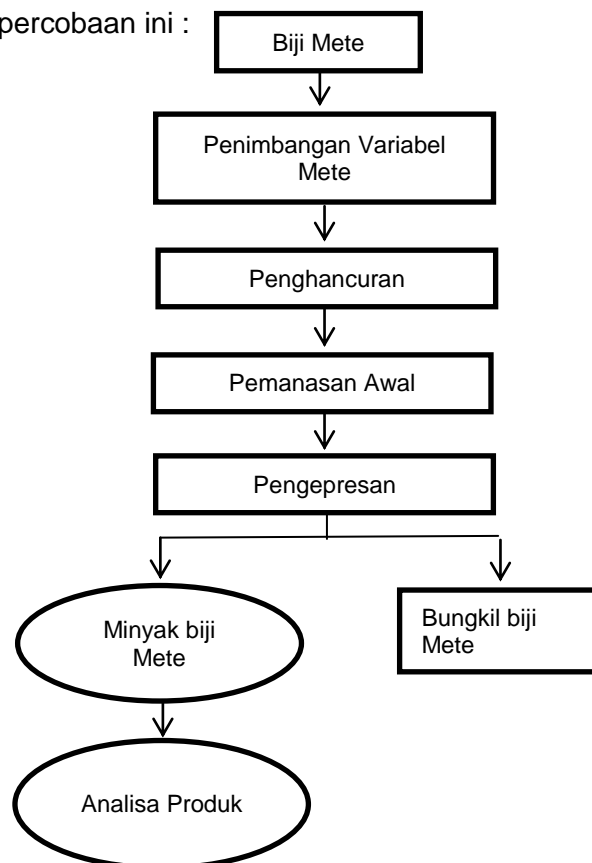 percobaan ini :
Biji Mete
Penimbangan Variabel
Mete
Penghancuran
Pemanasan Awal
Pengepresan
Minyak biji
Mete
Bungkil biji
Mete
Analisa Produk